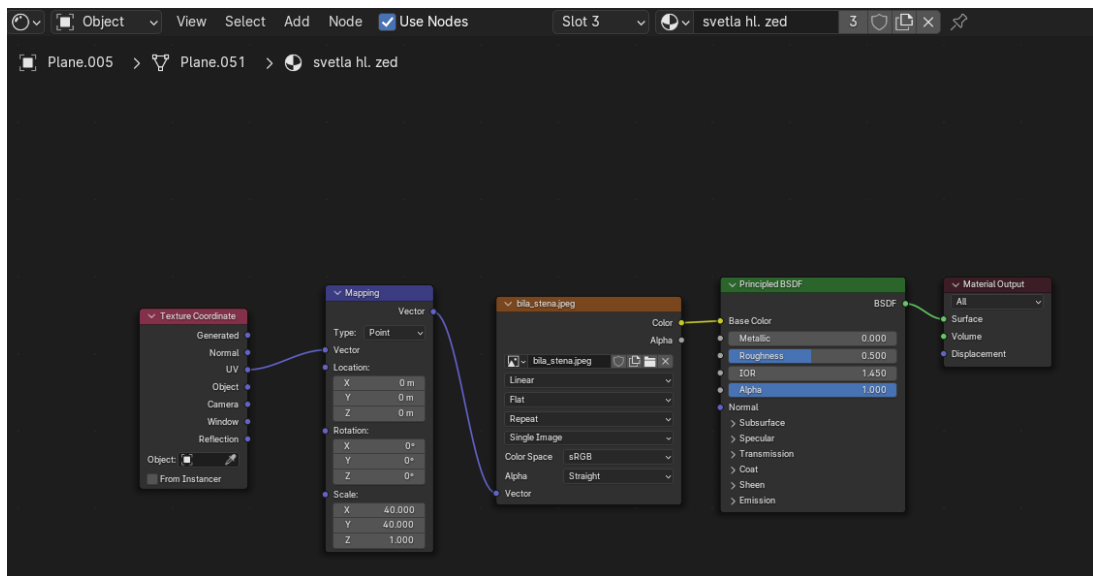 Object View Select Add Node Use Nodes Slot 3 svetla hl. zed 3
Plane.005 > Plane.051 > svetla hl. zed
Texture Coordinate
Generated
Normal
UV
Object
Camera
Window
Reflection
Object:
From Instancer
Mapping
Vector
Type: Point
Vector
Location:
X 0 m
Y 0 m
Z 0 m
Rotation:
X 0°
Y 0°
Z 0°
Scale:
X 40.000
Y 40.000
Z 1.000
bila_stena.jpeg
Color
Alpha
bila_stena.jpeg
Linear
Flat
Repeat
Single Image
Color Space sRGB
Alpha Straight
Vector
Principled BSDF
BSDF
Base Color
Metallic 0.000
Roughness 0.500
IOR 1.450
Alpha 1.000
Normal
> Subsurface
> Specular
> Transmission
> Coat
> Sheen
> Emission
Material Output
All
Surface
Volume
Displacement